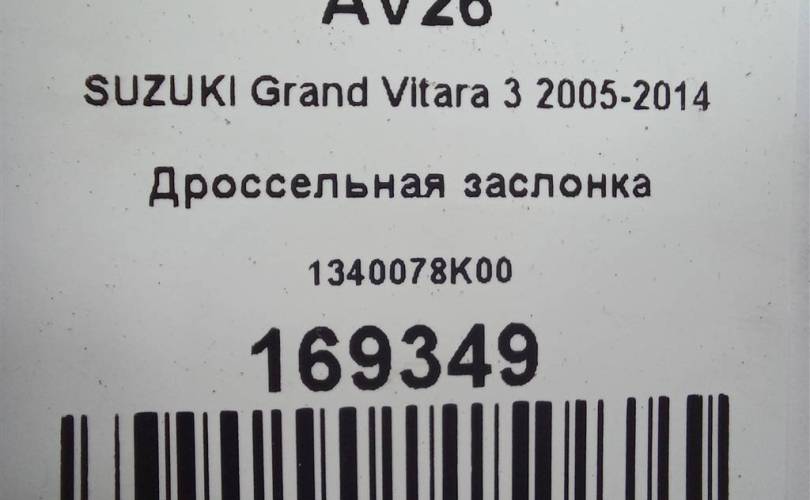 AV26
SUZUKI Grand Vitara 3 2005-2014
Дроссельная заслонка
1340078K00
169349